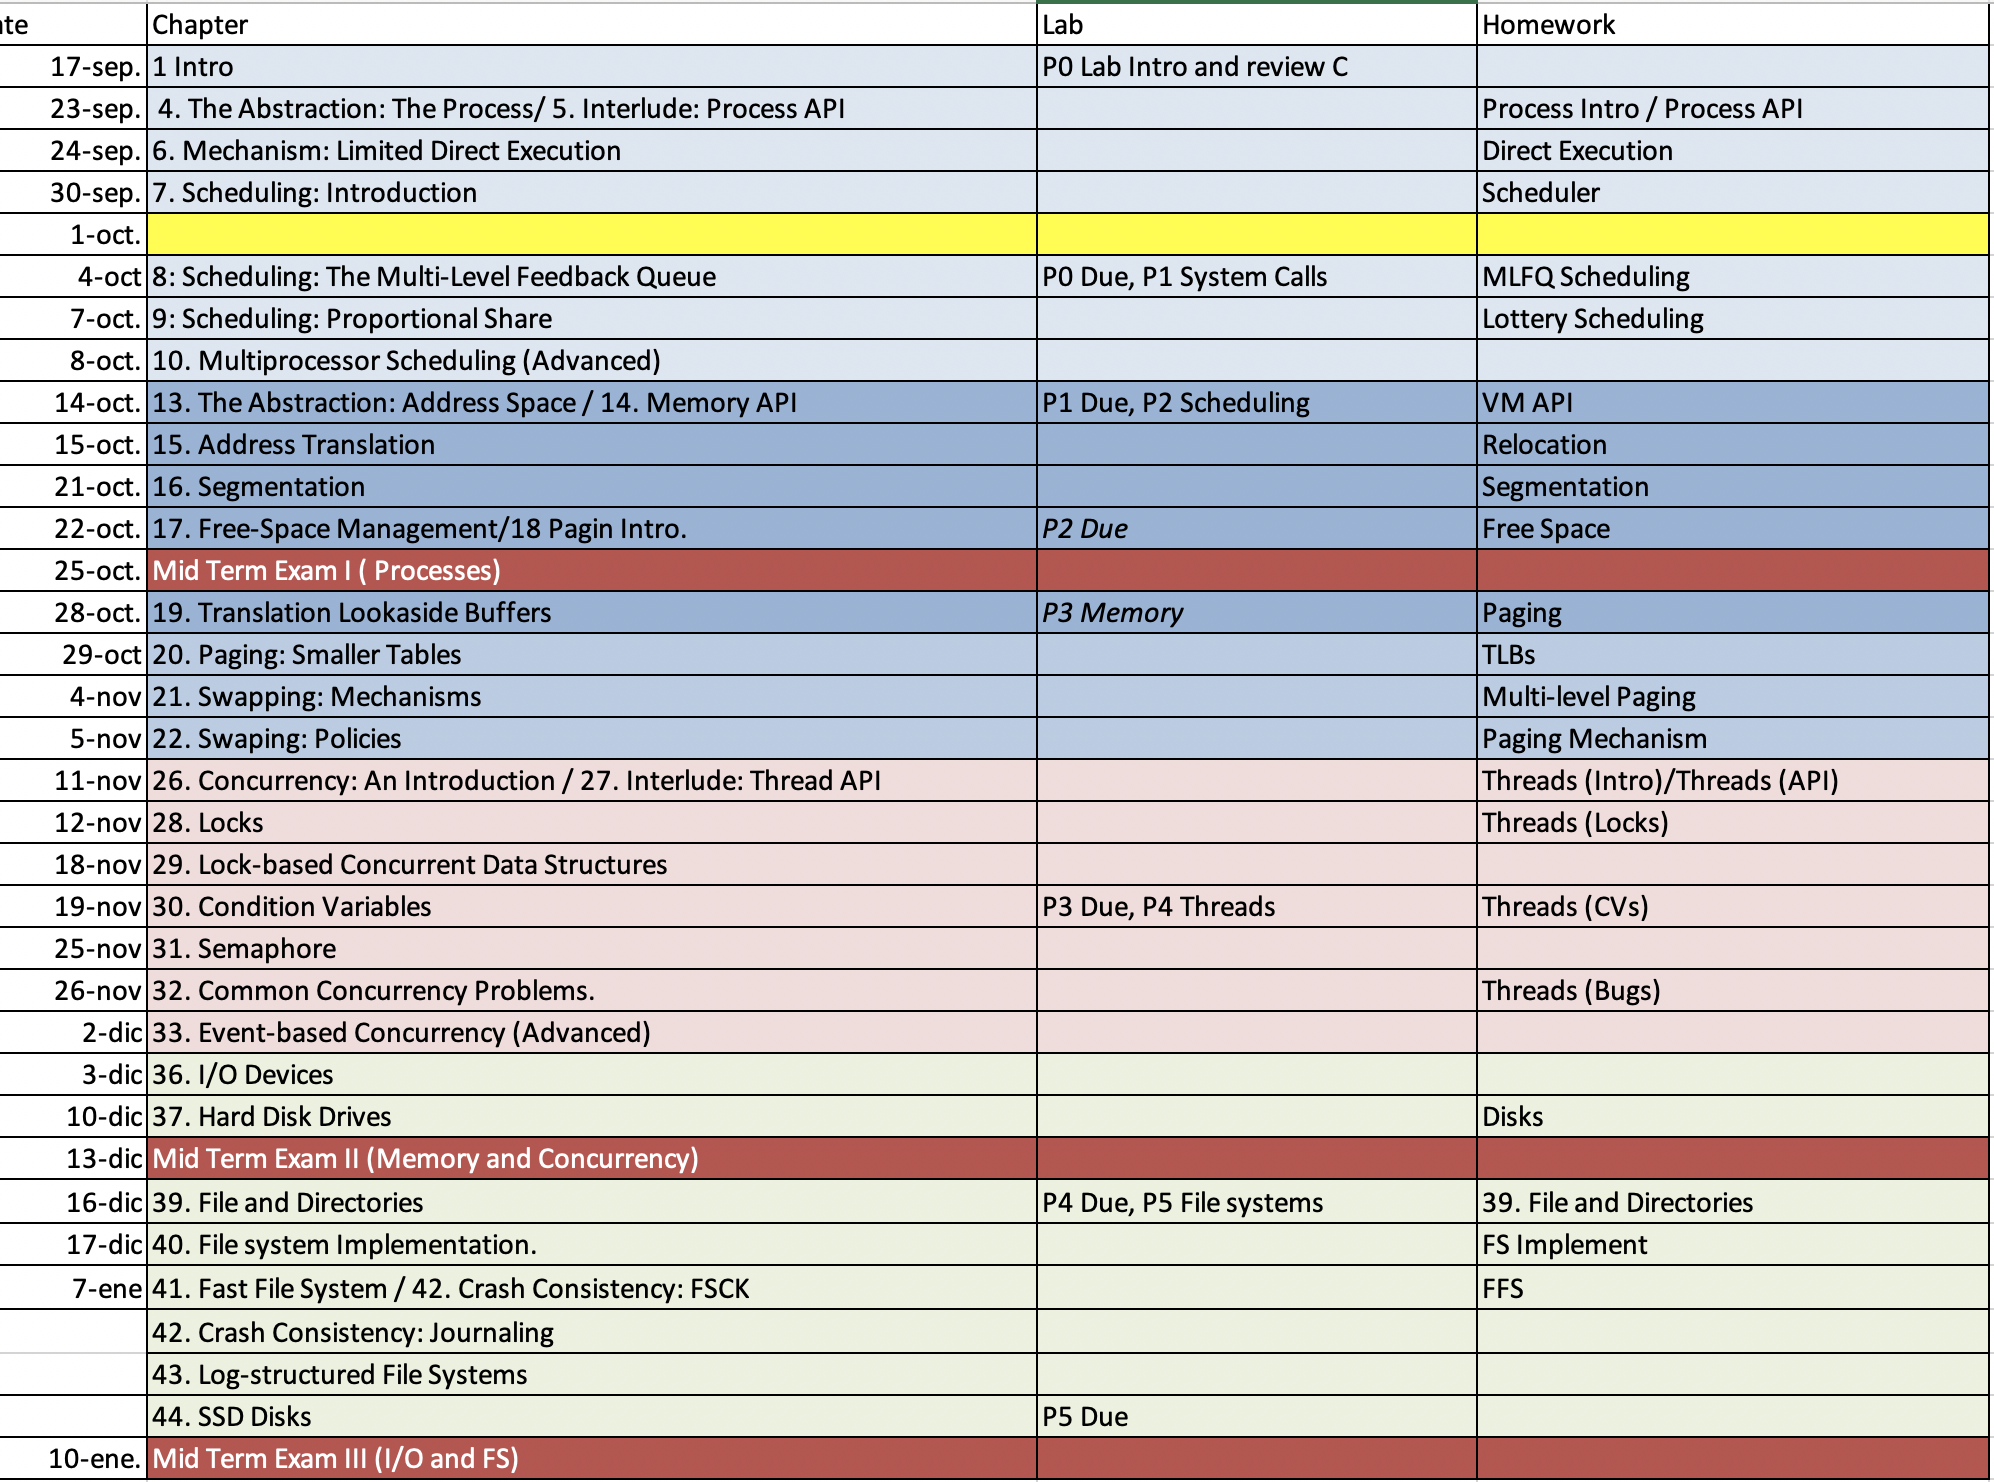 ate Chapter Lab Homework
17-sep. 1 Intro P0 Lab Intro and review C
23-sep. 4. The Abstraction: The Process/ 5. Interlude: Process API Process Intro / Process API
24-sep. 6. Mechanism: Limited Direct Execution Direct Execution
30-sep. 7. Scheduling: Introduction Scheduler
1-oct.
4-oct 8: Scheduling: The Multi-Level Feedback Queue P0 Due, P1 System Calls MLFQ Scheduling
7-oct. 9: Scheduling: Proportional Share Lottery Scheduling
8-oct. 10. Multiprocessor Scheduling (Advanced)
14-oct. 13. The Abstraction: Address Space / 14. Memory API P1 Due, P2 Scheduling VM API
15-oct. 15. Address Translation Relocation
21-oct. 16. Segmentation Segmentation
22-oct. 17. Free-Space Management/18 Pagin Intro. P2 Due Free Space
25-oct. Mid Term Exam I ( Processes)
28-oct. 19. Translation Lookaside Buffers P3 Memory Paging
29-oct 20. Paging: Smaller Tables TLBs
4-nov 21. Swapping: Mechanisms Multi-level Paging
5-nov 22. Swaping: Policies Paging Mechanism
11-nov 26. Concurrency: An Introduction / 27. Interlude: Thread API Threads (Intro)/Threads (API)
12-nov 28. Locks Threads (Locks)
18-nov 29. Lock-based Concurrent Data Structures
19-nov 30. Condition Variables P3 Due, P4 Threads Threads (CVs)
25-nov 31. Semaphore
26-nov 32. Common Concurrency Problems. Threads (Bugs)
2-dic 33. Event-based Concurrency (Advanced)
3-dic 36. I/O Devices
10-dic 37. Hard Disk Drives Disks
13-dic Mid Term Exam II (Memory and Concurrency)
16-dic 39. File and Directories P4 Due, P5 File systems 39. File and Directories
17-dic 40. File system Implementation. FS Implement
7-ene 41. Fast File System / 42. Crash Consistency: FSCK FFS
42. Crash Consistency: Journaling
43. Log-structured File Systems
44. SSD Disks P5 Due
10-ene. Mid Term Exam III (I/O and FS)